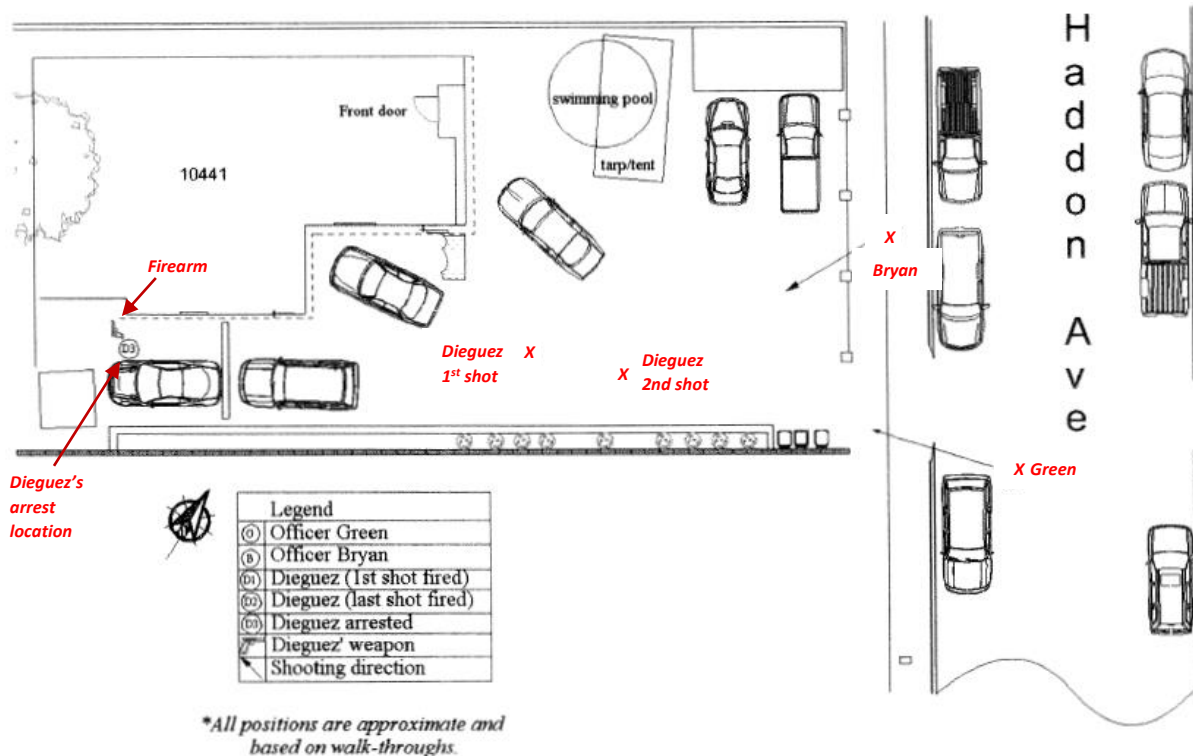 Haddon Ave
swimming pool
Front door
tarp/tent
10441
X
Bryan
Firearm
D3
Dieguez X
1st shot
X Dieguez
2nd shot
X Green
Dieguez's
arrest
location
Legend
G Officer Green
B Officer Bryan
D1 Dieguez (1st shot fired)
D2 Dieguez (last shot fired)
D3 Dieguez arrested
Dieguez' weapon
Shooting direction
*All positions are approximate and
based on walk-throughs.